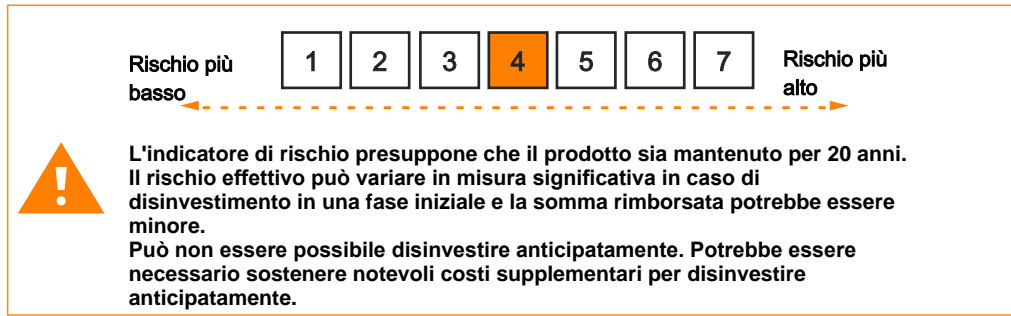 Rischio più
basso
1 2 3 4 5 6 7
Rischio più
alto
!
L'indicatore di rischio presuppone che il prodotto sia mantenuto per 20 anni.
Il rischio effettivo può variare in misura significativa in caso di
disinvestimento in una fase iniziale e la somma rimborsata potrebbe essere
minore.
Può non essere possibile disinvestire anticipatamente. Potrebbe essere
necessario sostenere notevoli costi supplementari per disinvestire
anticipatamente.